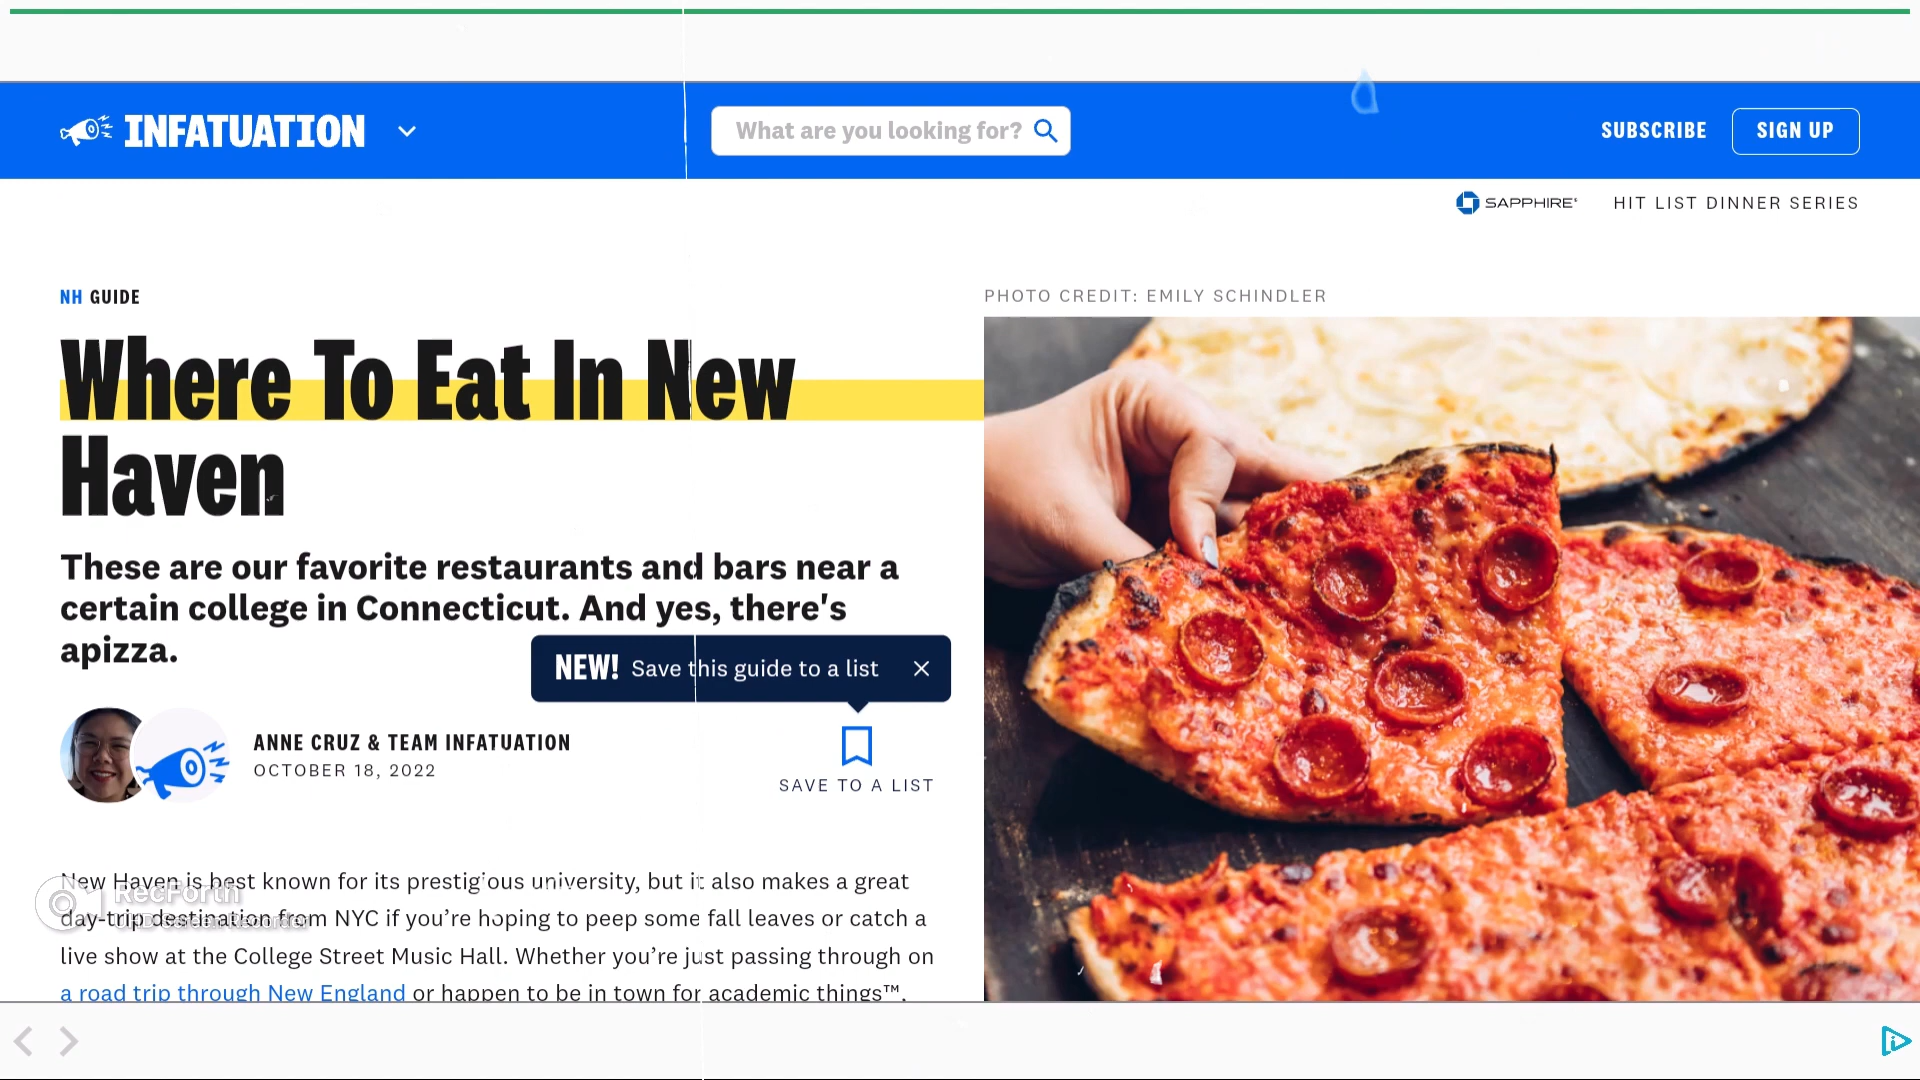 INFATUATION
What are you looking for?
SUBSCRIBE
SIGN UP
SAPPHIRE
HIT LIST DINNER SERIES
NH GUIDE
PHOTO CREDIT: EMILY SCHINDLER
Where To Eat In New
Haven
These are our favorite restaurants and bars near a
certain college in Connecticut. And yes, there's
apizza.
NEW! Save this guide to a list
ANNE CRUZ & TEAM INFATUATION
OCTOBER 18, 2022
SAVE TO A LIST
New Haven is best known for its prestigious university, but it also makes a great
day-trip destination from NYC if you're hoping to peep some fall leaves or catch a
live show at the College Street Music Hall. Whether you're just passing through on
a road trip through New England or happen to be in town for academic things™,
RecForth
Screen Recorder